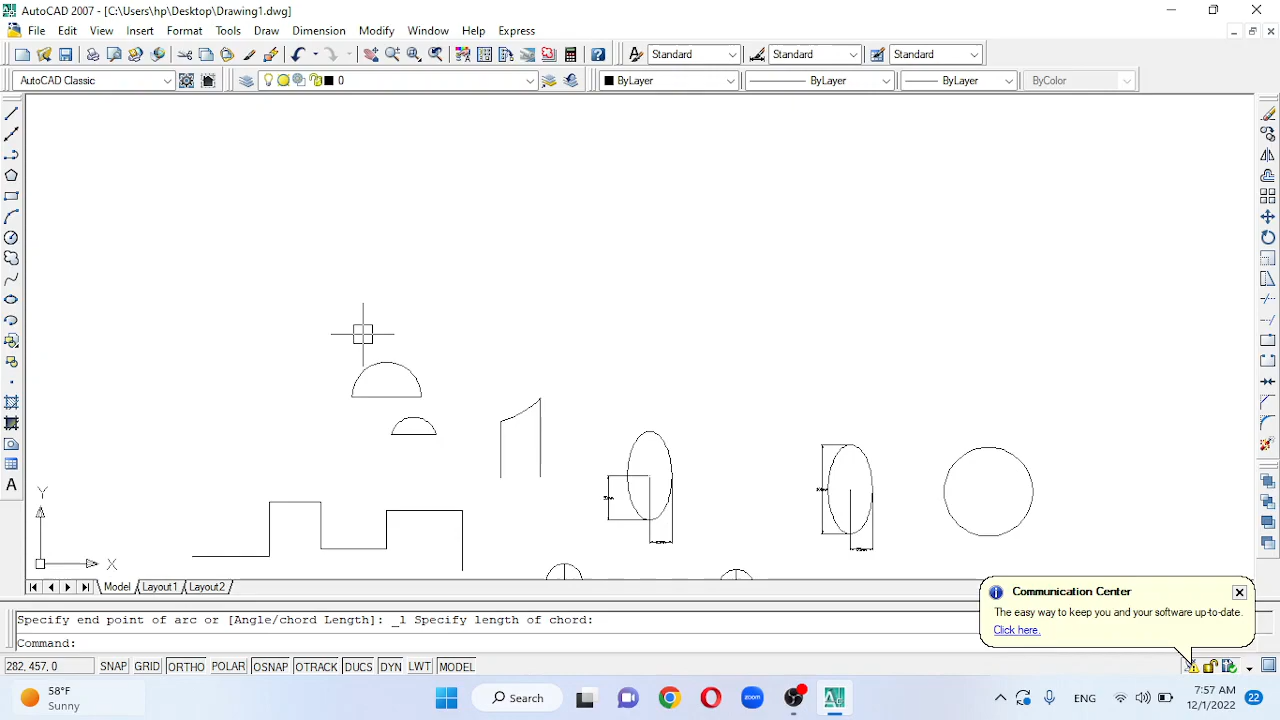 AutoCAD 2007 - [C:\Users\hp\Desktop\Drawing1.dwg]
File Edit View Insert Format Tools Draw Dimension Modify Window Help Express
Standard Standard Standard
AutoCAD Classic 0 ByLayer ByLayer ByLayer ByColor
A
Y
X
Model Layout1 Layout2
Communication Center
The easy way to keep you and your software up-to-date.
Click here.
Specify end point of arc or [Angle/chord Length]: _l Specify length of chord:
Command:
282, 457, 0 SNAP GRID ORTHO POLAR OSNAP OTRACK DUCS DYN LWT MODEL
58°F
Sunny
Search
zoom
ENG
7:57 AM
12/1/2022
22